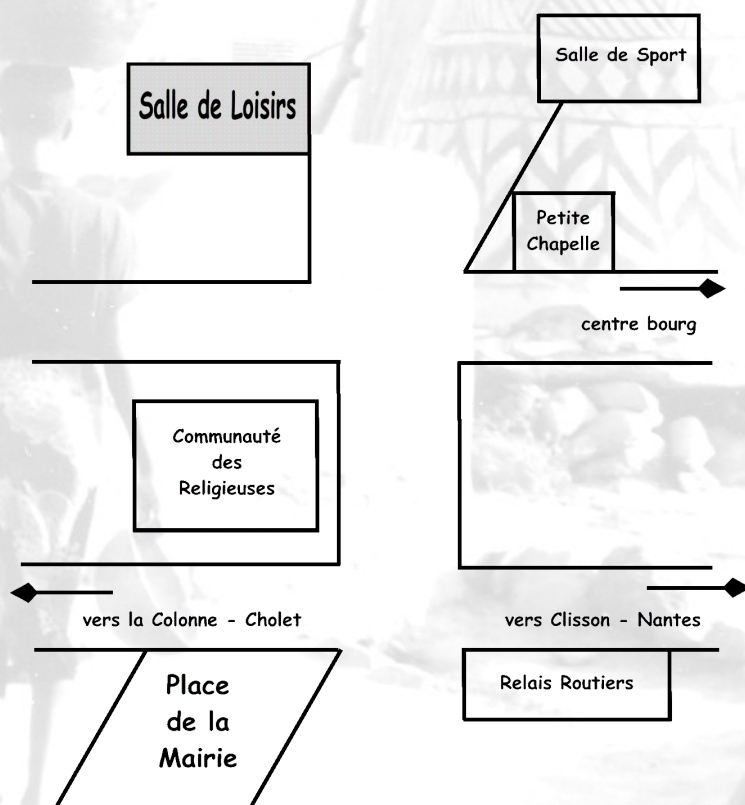 Salle de Sport
Salle de Loisirs
Petite
Chapelle
centre bourg
Communauté
des
Religieuses
vers la Colonne - Cholet
vers Clisson - Nantes
Place
de la
Mairie
Relais Routiers